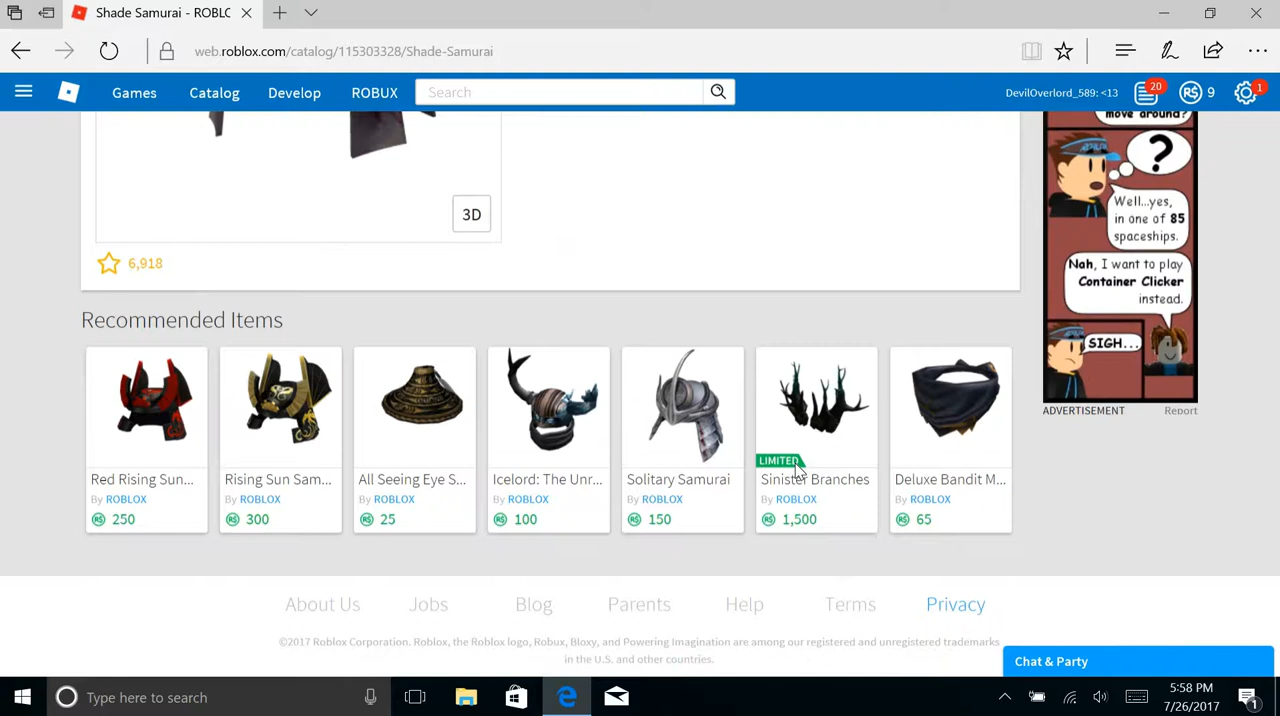 Shade Samurai - ROBLC
web.roblox.com/catalog/115303328/Shade-Samurai
Games
Catalog
Develop
ROBUX
Search
DevilOverlord_589: <13
20
9
1
move around?
?
Well...yes,
in one of 85
spaceships.
Nah, I want to play
Container Clicker
instead.
SIGH...
ADVERTISEMENT
Report
3D
6,918
Recommended Items
Red Rising Sun...
By ROBLOX
250
Rising Sun Sam...
By ROBLOX
300
All Seeing Eye S...
By ROBLOX
25
Icelord: The Unr...
By ROBLOX
100
Solitary Samurai
By ROBLOX
150
LIMITED
Sinister Branches
By ROBLOX
1,500
Deluxe Bandit M...
By ROBLOX
65
About Us
Jobs
Blog
Parents
Help
Terms
Privacy
©2017 Roblox Corporation. Roblox, the Roblox logo, Robux, Bloxy, and Powering Imagination are among our registered and unregistered trademarks
in the U.S. and other countries.
Chat & Party
Type here to search
5:58 PM
7/26/2017
1